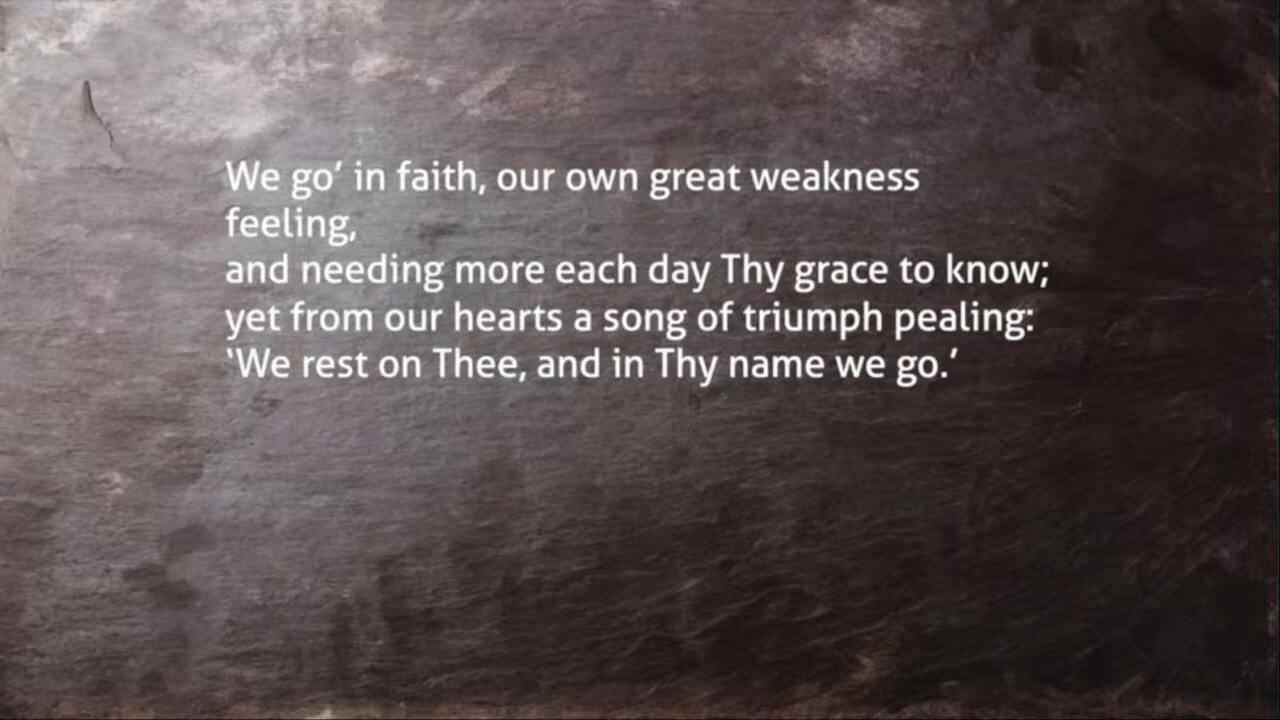 We go’ in faith, our own great weakness
feeling,
and needing more each day Thy grace to know;
yet from our hearts a song of triumph pealing:
‘We rest on Thee, and in Thy name we go.’